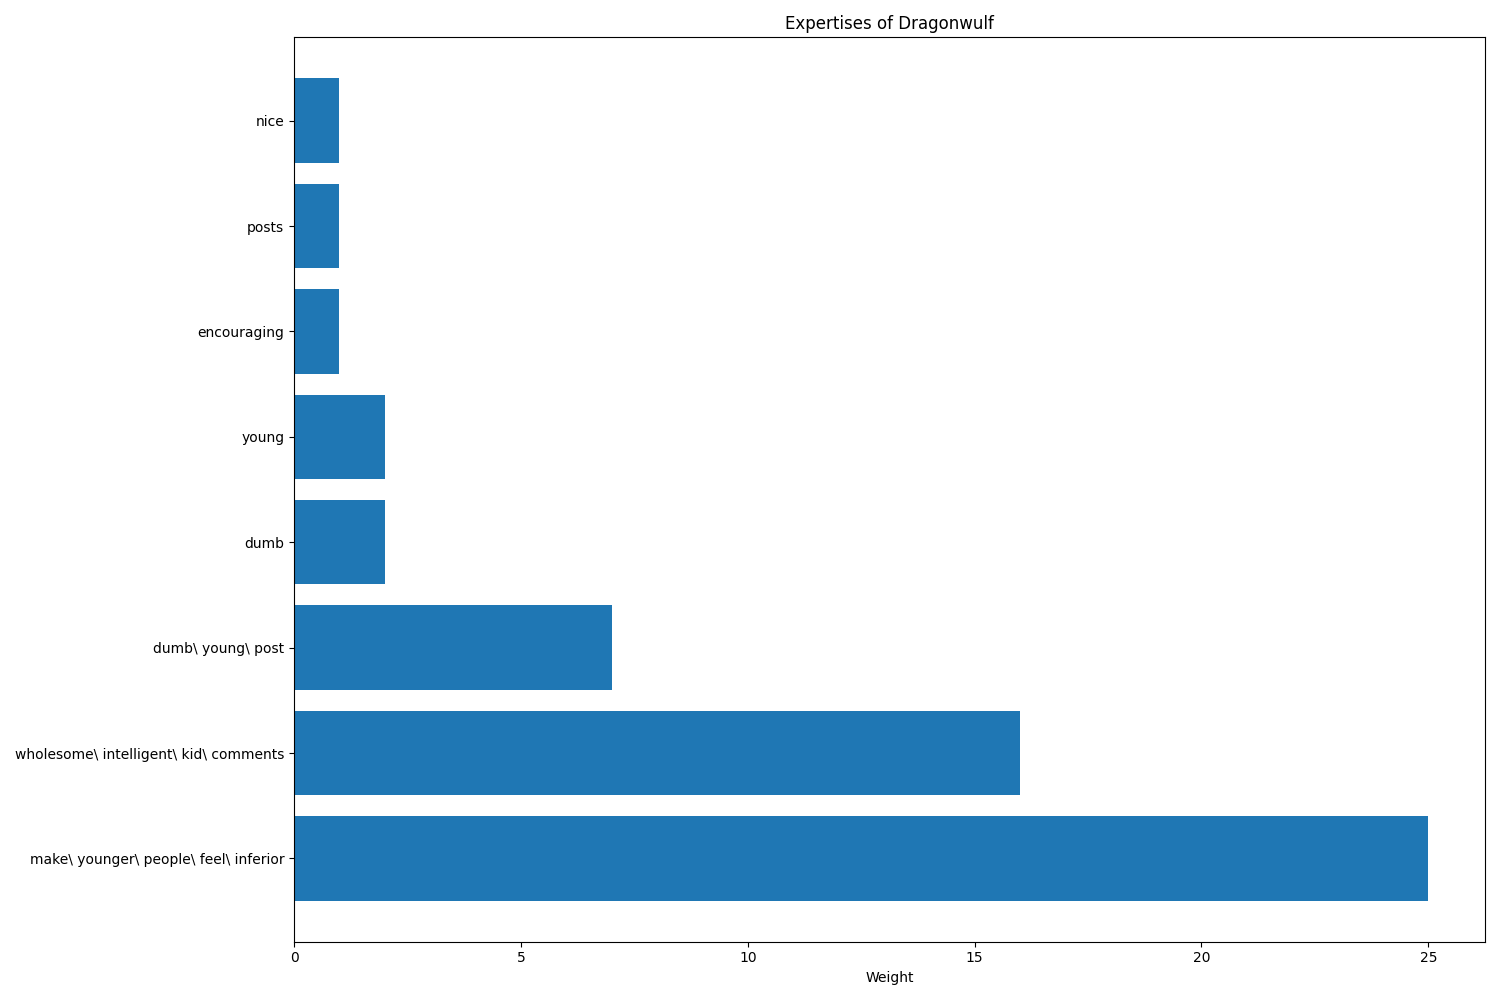 Expertises of Dragonwulf
nice
posts
encouraging
young
dumb
dumb\ young\ post
wholesome\ intelligent\ kid\ comments
make\ younger\ people\ feel\ inferior
0 5 10 15 20 25
Weight